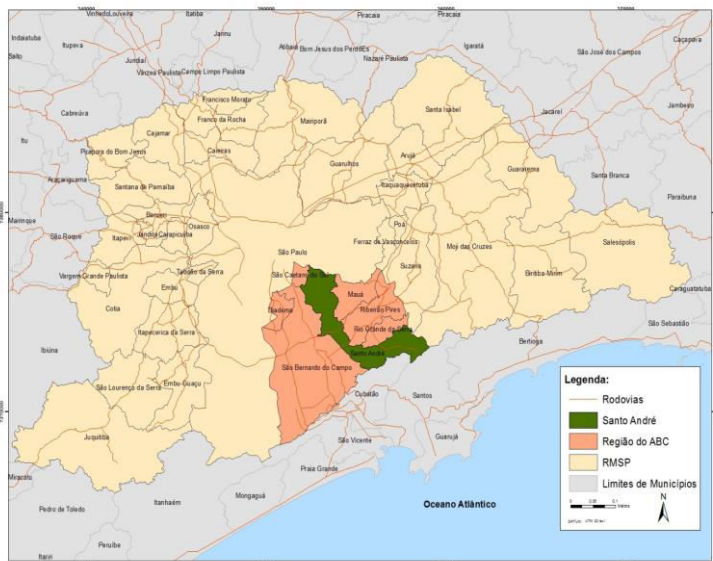 Vinhedo
Louveira
Itatiba
Piracaia
Piracaia
Indaiatuba
Itupeva
Jarinu
Igaratá
Caçapava
Salto
Jundiaí
Atibaia
Bom Jesus dos Perdões
São José dos Campos
Várzea Paulista
Campo Limpo Paulista
Nazaré Paulista
Cabreúva
Francisco Morato
Santa Isabel
Jacareí
Jambeiro
Franco da Rocha
Mairiporã
Itu
Cajamar
Pirapora do Bom Jesus
Caieiras
Guarulhos
Arujá
Guararema
Araçariguama
Santana de Parnaíba
Itaquaquecetuba
Santa Branca
Paraibuna
Mairinque
Barueri
Osasco
Poá
São Roque
Itapevi
Jandira
Carapicuíba
Ferraz de Vasconcelos
Moji das Cruzes
Salesópolis
São Paulo
Suzano
Vargem Grande Paulista
Taboão da Serra
São Caetano do Sul
Biritiba-Mirim
Caraguatatuba
Embu
Mauá
Cotia
Diadema
Ribeirão Pires
São Sebastião
Itapecerica da Serra
Rio Grande da Serra
Bertioga
Ibiúna
Santo André
São Bernardo do Campo
São Lourenço da Serra
Embu-Guaçu
Cubatão
Santos
Juquitiba
São Vicente
Guarujá
Praia Grande
Miracatu
Mongaguá
Itanhaém
Pedro de Toledo
Peruíbe
Itariri
Oceano Atlântico
Legenda:
Rodovias
Santo André
Região do ABC
RMSP
Limites de Municípios
N